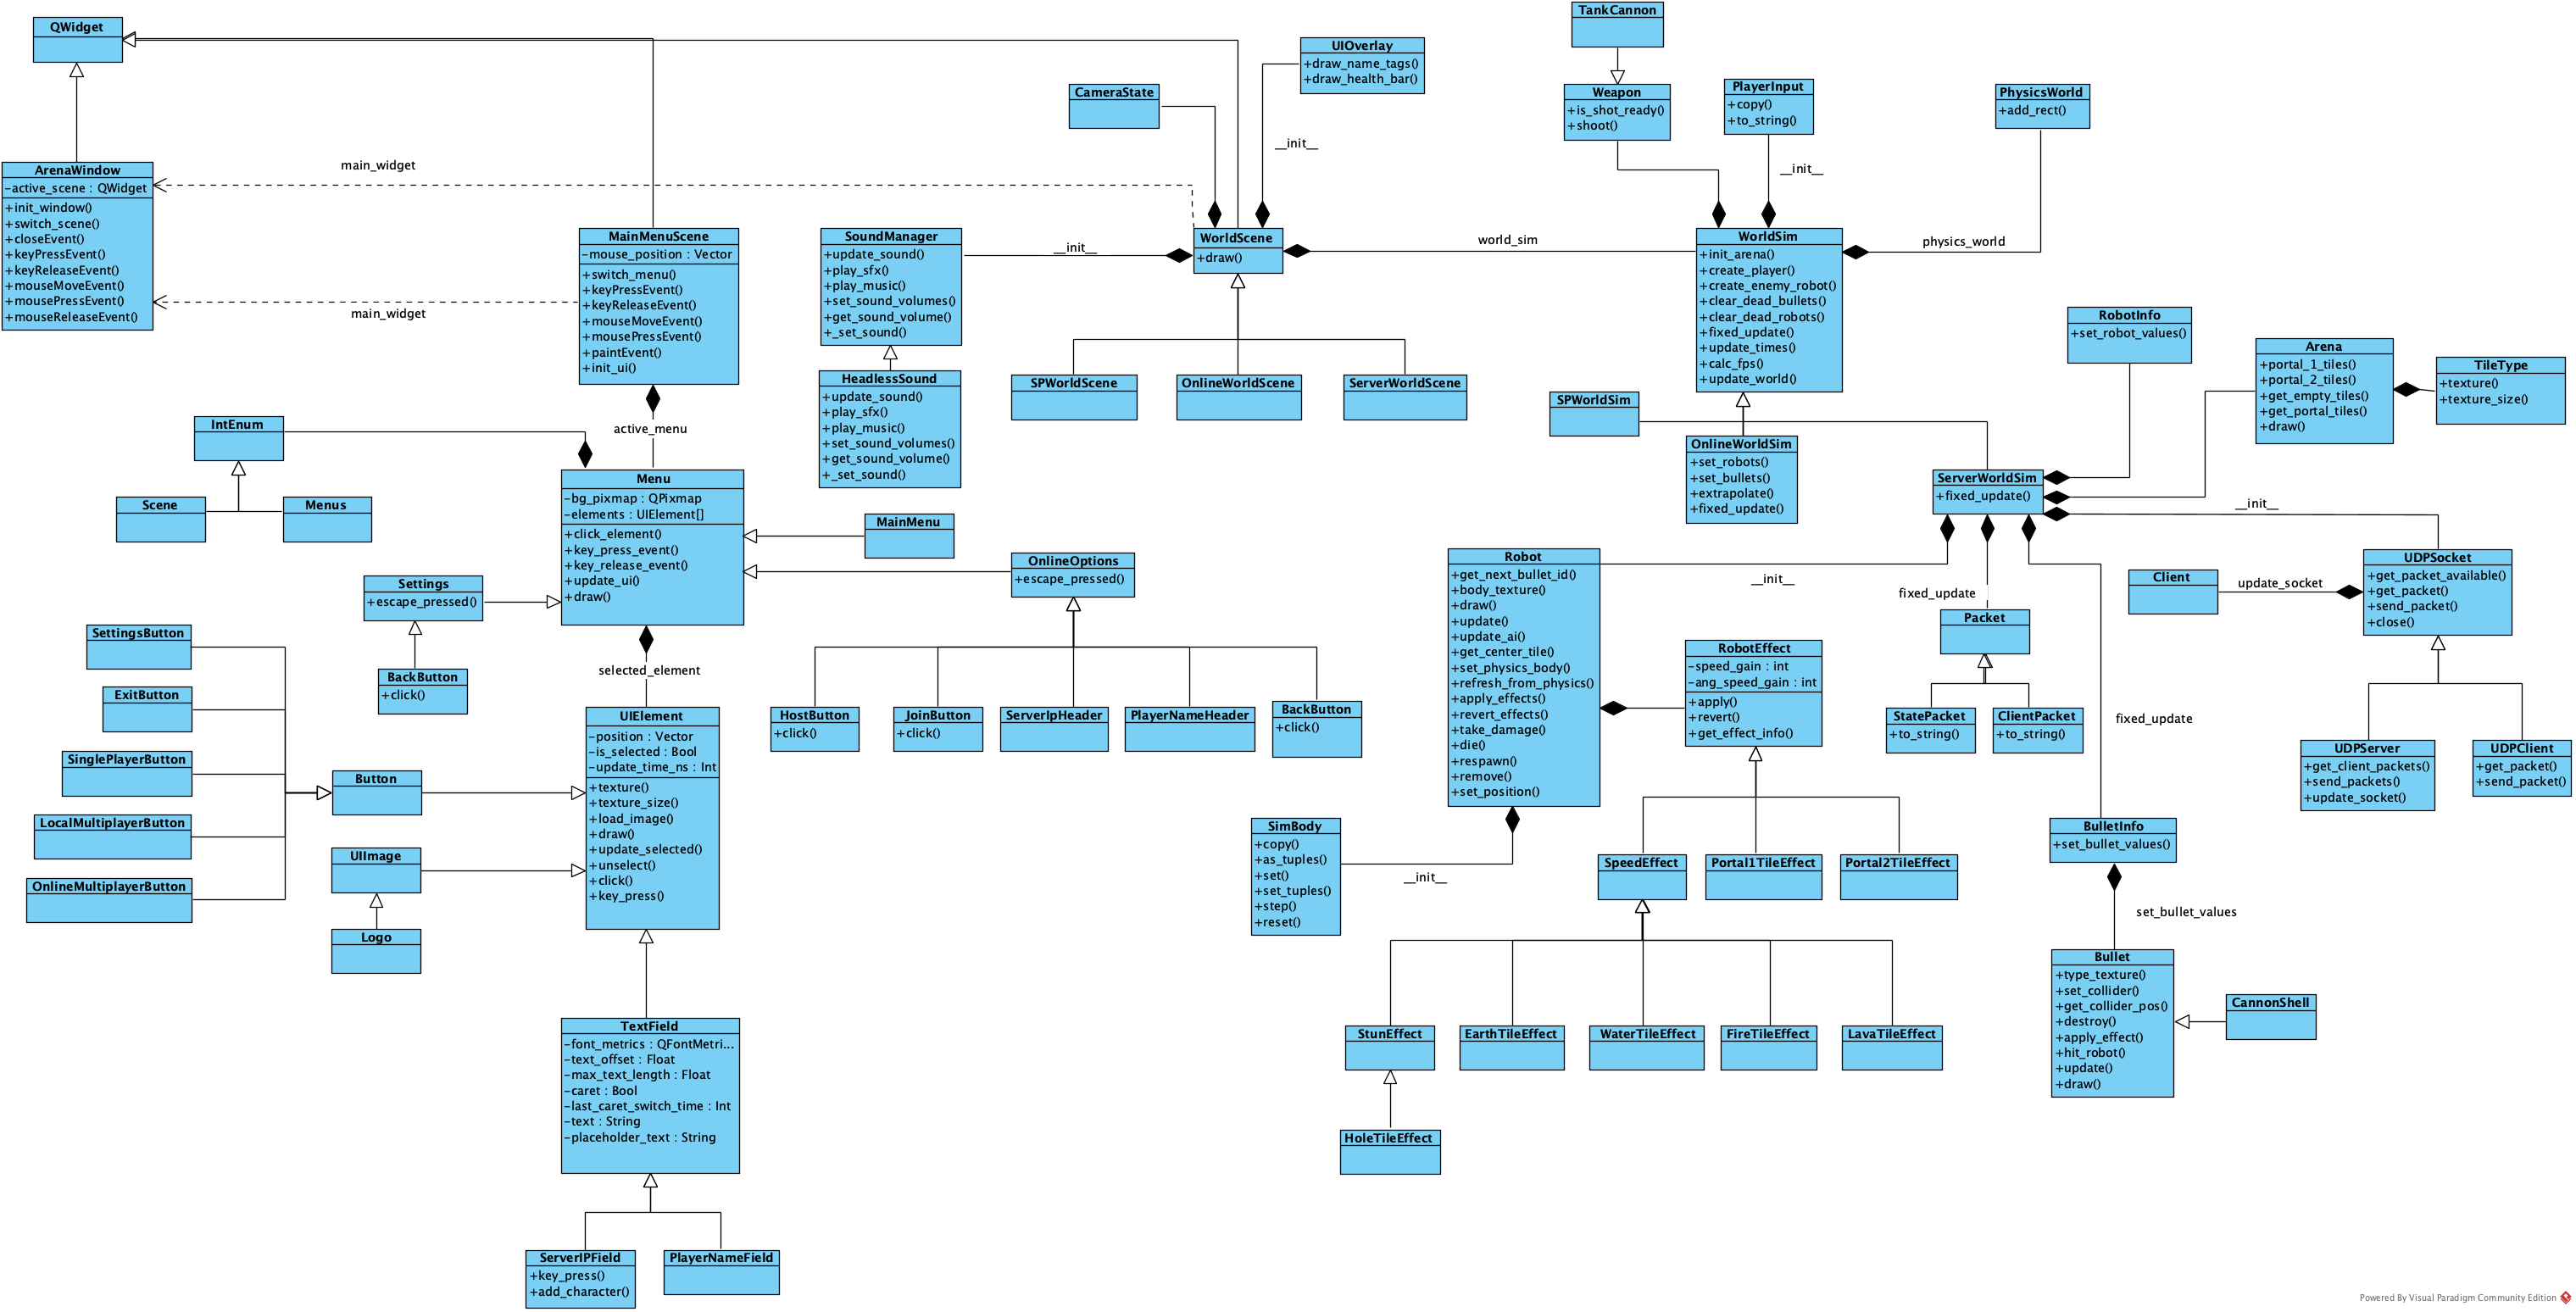 QWidget
TankCannon
UIOverlay
+draw_name_tags()
+draw_health_bar()
CameraState
Weapon
+is_shot_ready()
+shoot()
PlayerInput
+copy()
+to_string()
PhysicsWorld
+add_rect()
__init__
__init__
main_widget
ArenaWindow
-active_scene : QWidget
+init_window()
+switch_scene()
+closeEvent()
+keyPressEvent()
+keyReleaseEvent()
+mouseMoveEvent()
+mousePressEvent()
+mouseReleaseEvent()
main_widget
MainMenuScene
-mouse_position : Vector
+switch_menu()
+keyPressEvent()
+keyReleaseEvent()
+mouseMoveEvent()
+mousePressEvent()
+paintEvent()
+init_ui()
SoundManager
+update_sound()
+play_sfx()
+play_music()
+set_sound_volumes()
+get_sound_volume()
+_set_sound()
__init__
WorldScene
+draw()
world_sim
WorldSim
+init_arena()
+create_player()
+create_enemy_robot()
+clear_dead_bullets()
+clear_dead_robots()
+fixed_update()
+update_times()
+calc_fps()
+update_world()
physics_world
HeadlessSound
+update_sound()
+play_sfx()
+play_music()
+set_sound_volumes()
+get_sound_volume()
+_set_sound()
SPWorldScene
OnlineWorldScene
ServerWorldScene
RobotInfo
+set_robot_values()
Arena
+portal_1_tiles()
+portal_2_tiles()
+get_empty_tiles()
+get_portal_tiles()
+draw()
TileType
+texture()
+texture_size()
SPWorldSim
OnlineWorldSim
+set_robots()
+set_bullets()
+extrapolate()
+fixed_update()
ServerWorldSim
+fixed_update()
__init__
IntEnum
Scene
Menus
active_menu
Menu
-bg_pixmap : QPixmap
-elements : UIElement[]
+click_element()
+key_press_event()
+key_release_event()
+update_ui()
+draw()
MainMenu
OnlineOptions
+escape_pressed()
Settings
+escape_pressed()
BackButton
+click()
selected_element
SettingsButton
ExitButton
SinglePlayerButton
LocalMultiplayerButton
OnlineMultiplayerButton
Button
UIImage
Logo
UIElement
-position : Vector
-is_selected : Bool
-update_time_ns : Int
+texture()
+texture_size()
+load_image()
+draw()
+update_selected()
+unselect()
+click()
+key_press()
HostButton
+click()
JoinButton
+click()
ServerIpHeader
PlayerNameHeader
BackButton
+click()
Robot
+get_next_bullet_id()
+body_texture()
+draw()
+update()
+update_ai()
+get_center_tile()
+set_physics_body()
+refresh_from_physics()
+apply_effects()
+revert_effects()
+take_damage()
+die()
+respawn()
+remove()
+set_position()
__init__
fixed_update
Packet
StatePacket
+to_string()
ClientPacket
+to_string()
fixed_update
Client
update_socket
UDPSocket
+get_packet_available()
+get_packet()
+send_packet()
+close()
UDPServer
+get_client_packets()
+send_packets()
+update_socket()
UDPClient
+get_packet()
+send_packet()
RobotEffect
-speed_gain : int
-ang_speed_gain : int
+apply()
+revert()
+get_effect_info()
SimBody
+copy()
+as_tuples()
+set()
+set_tuples()
+step()
+reset()
__init__
SpeedEffect
Portal1TileEffect
Portal2TileEffect
BulletInfo
+set_bullet_values()
set_bullet_values
Bullet
+type_texture()
+set_collider()
+get_collider_pos()
+destroy()
+apply_effect()
+hit_robot()
+update()
+draw()
CannonShell
StunEffect
EarthTileEffect
WaterTileEffect
FireTileEffect
LavaTileEffect
HoleTileEffect
TextField
-font_metrics : QFontMetri...
-text_offset : Float
-max_text_length : Float
-caret : Bool
-last_caret_switch_time : Int
-text : String
-placeholder_text : String
ServerIPField
+key_press()
+add_character()
PlayerNameField
Powered By Visual Paradigm Community Edition